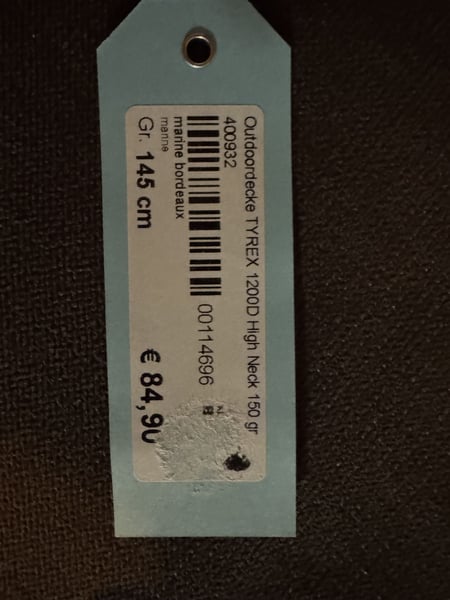 Outdoordecke TYREX 1200D High Neck 150 gr
400932
00114696
marine bordeaux
marine
Gr. 145 cm
€ 84,90